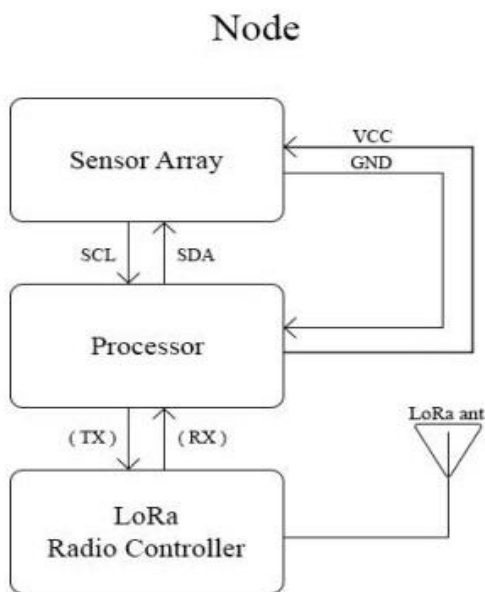 Node
Sensor Array
VCC
GND
SCL
SDA
Processor
( TX )
( RX )
LoRa ant
LoRa
Radio Controller